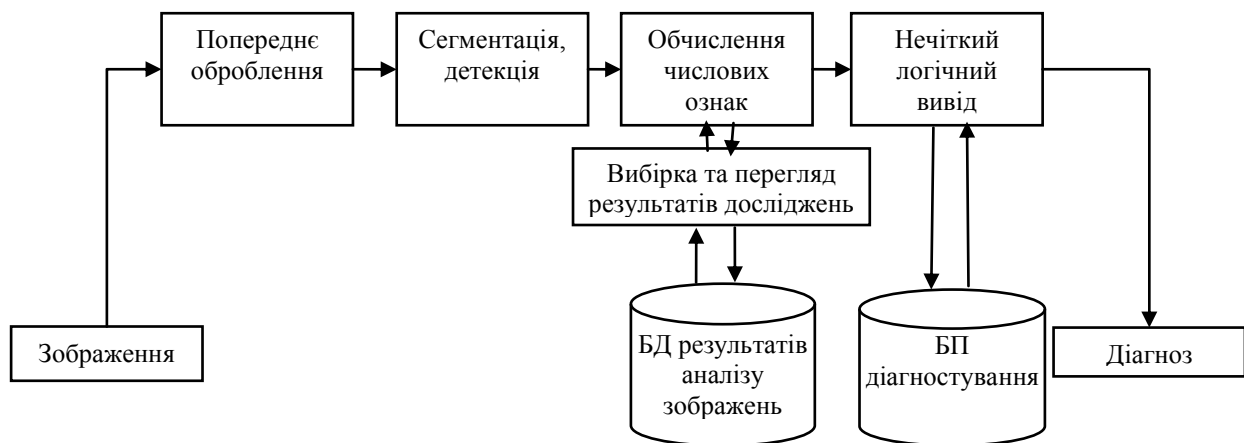 Попереднє
оброблення
Сегментація,
детекція
Обчислення
числових
ознак
Нечіткий
логічний
вивід
Вибірка та перегляд
результатів досліджень
Зображення
БД результатів
аналізу
зображень
БП
діагностування
Діагноз